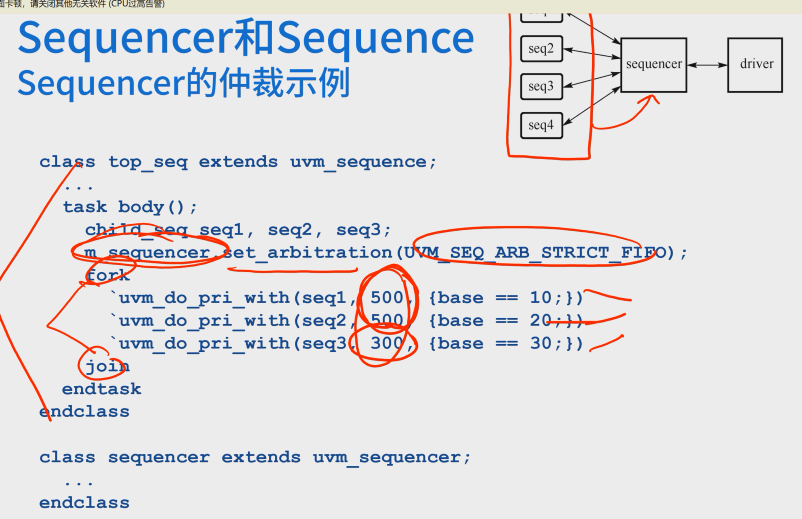 面卡顿，请关闭其他无关软件 (CPU过高告警)
Sequencer和Sequence
Sequencer的仲裁示例
seq2
seq3
seq4
sequencer
driver
class top_seq extends uvm_sequence;
...
task body();
child_seq seq1, seq2, seq3;
m_sequencer.set_arbitration(UVM_SEQ_ARB_STRICT_FIFO);
fork
`uvm_do_pri_with(seq1, 500, {base == 10;})
`uvm_do_pri_with(seq2, 500, {base == 20;})
`uvm_do_pri_with(seq3, 300, {base == 30;})
join
endtask
endclass
class sequencer extends uvm_sequencer;
...
endclass